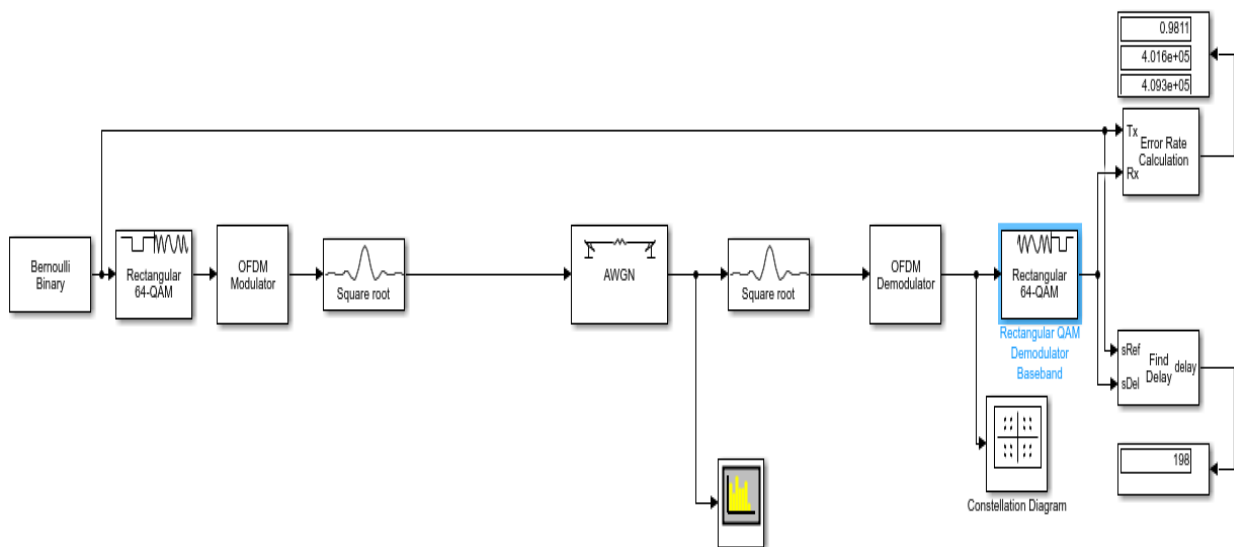 0.9811
4.016e+05
4.093e+05
Tx
Rx
Error Rate
Calculation
Bernoulli
Binary
Rectangular
64-QAM
OFDM
Modulator
Square root
AWGN
Square root
OFDM
Demodulator
Rectangular
64-QAM
Rectangular QAM
Demodulator
Baseband
sRef
sDel
Find
Delay
delay
Constellation Diagram
198